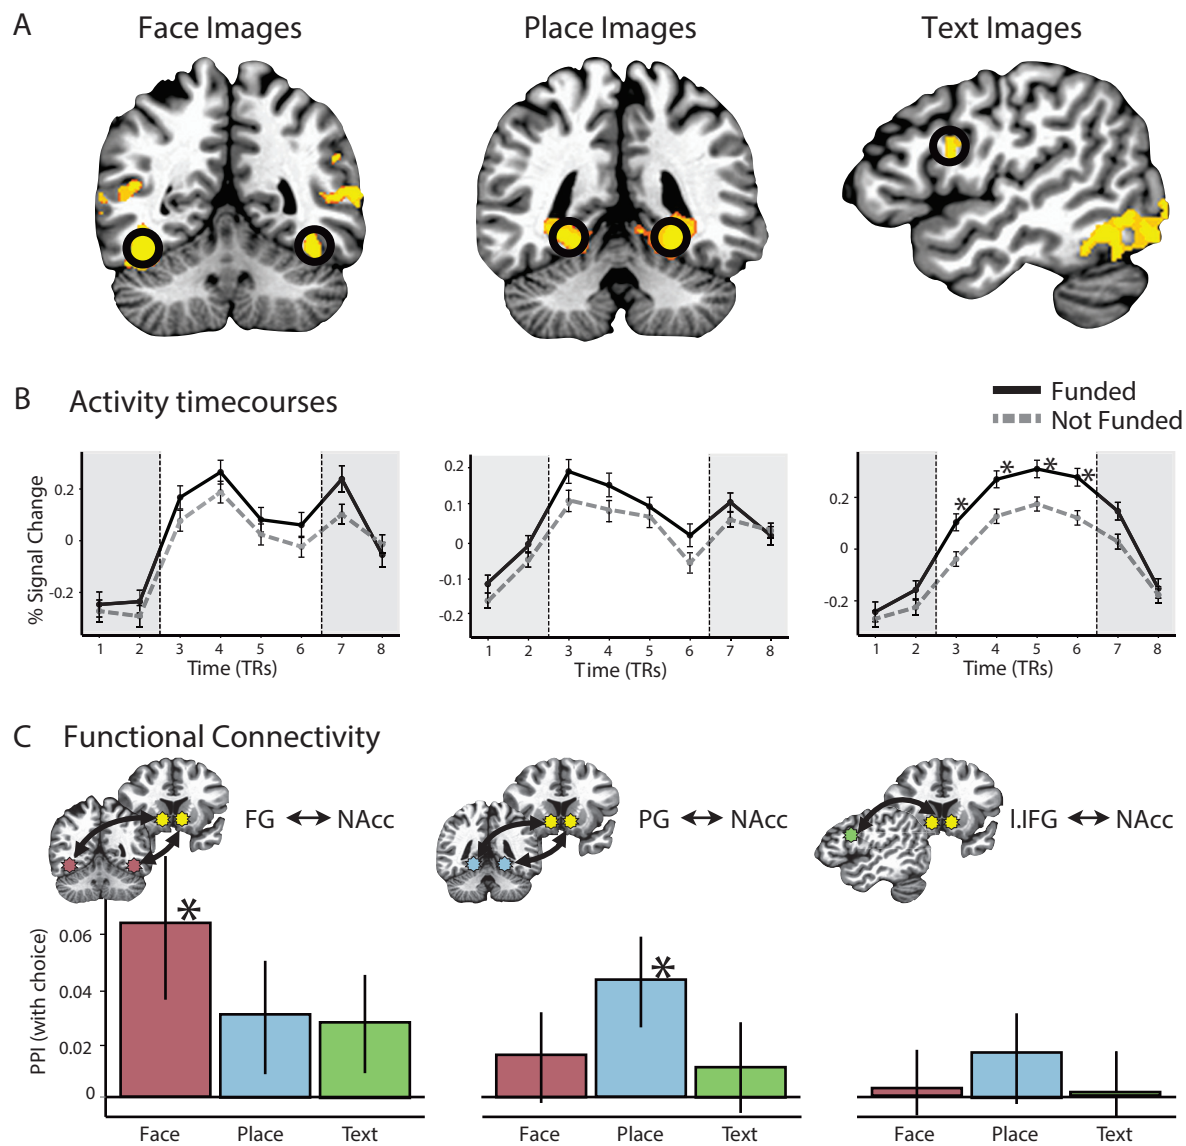 A
Face Images
Place Images
Text Images
B
Activity timecourses
Funded
Not Funded
% Signal Change
0.2
0
-0.2
1 2 3 4 5 6 7 8
Time (TRs)
0.2
0.1
0
-0.1
-0.2
1 2 3 4 5 6 7 8
Time (TRs)
*
*
*
*
0.2
0
-0.2
1 2 3 4 5 6 7 8
Time (TRs)
C
Functional Connectivity
FG ↔ NAcc
PG ↔ NAcc
l.IFG ↔ NAcc
PPI (with choice)
0.06
0.04
0.02
0
*
Face Place Text
*
Face Place Text
Face Place Text